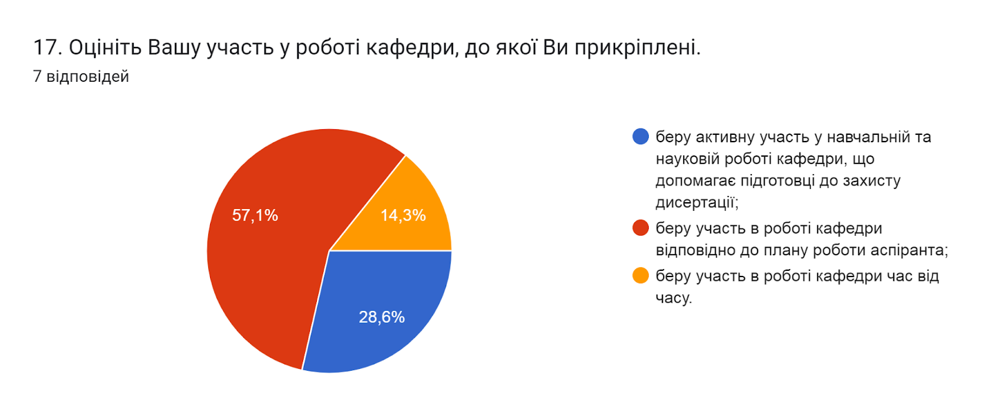 17. Оцініть Вашу участь у роботі кафедри, до якої Ви прикріплені.
7 відповідей
57,1%
14,3%
28,6%
беру активну участь у навчальній та
науковій роботі кафедри, що
допомагає підготовці до захисту
дисертації;
беру участь в роботі кафедри
відповідно до плану роботи аспіранта;
беру участь в роботі кафедри час від
часу.